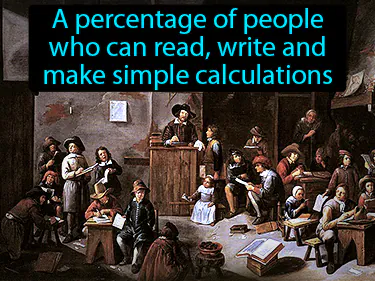 A percentage of people
who can read, write and
make simple calculations